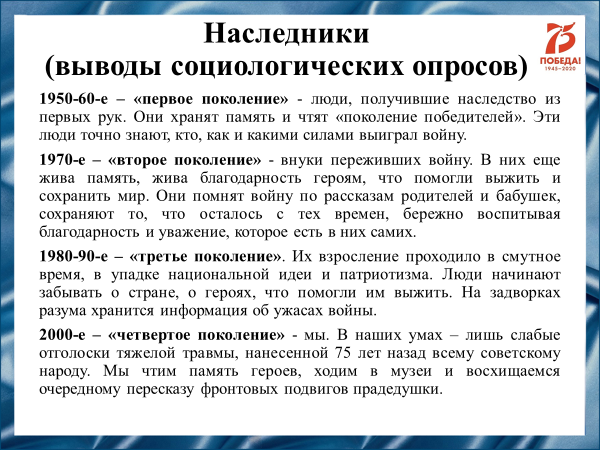 Наследники
(выводы социологических опросов)
75
ПОБЕДА!
1945–2020
1950-60-е – «первое поколение» - люди, получившие наследство из
первых рук. Они хранят память и чтят «поколение победителей». Эти
люди точно знают, кто, как и какими силами выиграл войну.
1970-е – «второе поколение» - внуки переживших войну. В них еще
жива память, жива благодарность героям, что помогли выжить и
сохранить мир. Они помнят войну по рассказам родителей и бабушек,
сохраняют то, что осталось с тех времен, бережно воспитывая
благодарность и уважение, которое есть в них самих.
1980-90-е – «третье поколение». Их взросление проходило в смутное
время, в упадке национальной идеи и патриотизма. Люди начинают
забывать о стране, о героях, что помогли им выжить. На задворках
разума хранится информация об ужасах войны.
2000-е – «четвертое поколение» - мы. В наших умах – лишь слабые
отголоски тяжелой травмы, нанесенной 75 лет назад всему советскому
народу. Мы чтим память героев, ходим в музеи и восхищаемся
очередному пересказу фронтовых подвигов прадедушки.